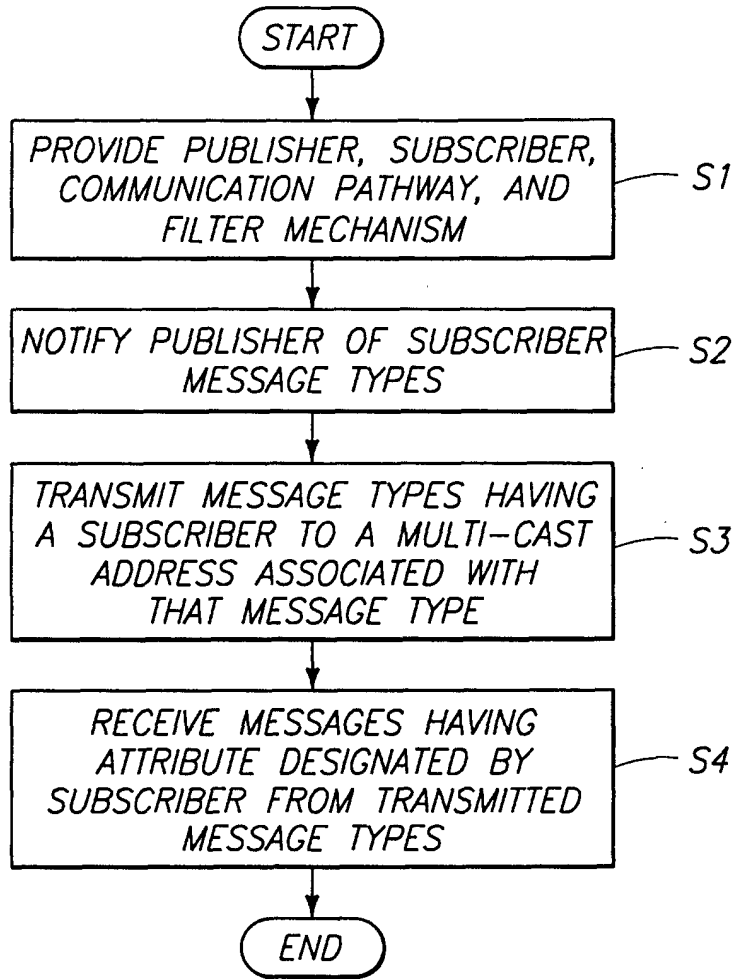 START
PROVIDE PUBLISHER, SUBSCRIBER,
COMMUNICATION PATHWAY, AND
FILTER MECHANISM
S1
NOTIFY PUBLISHER OF SUBSCRIBER
MESSAGE TYPES
S2
TRANSMIT MESSAGE TYPES HAVING
A SUBSCRIBER TO A MULTI-CAST
ADDRESS ASSOCIATED WITH
THAT MESSAGE TYPE
S3
RECEIVE MESSAGES HAVING
ATTRIBUTE DESIGNATED BY
SUBSCRIBER FROM TRANSMITTED
MESSAGE TYPES
S4
END